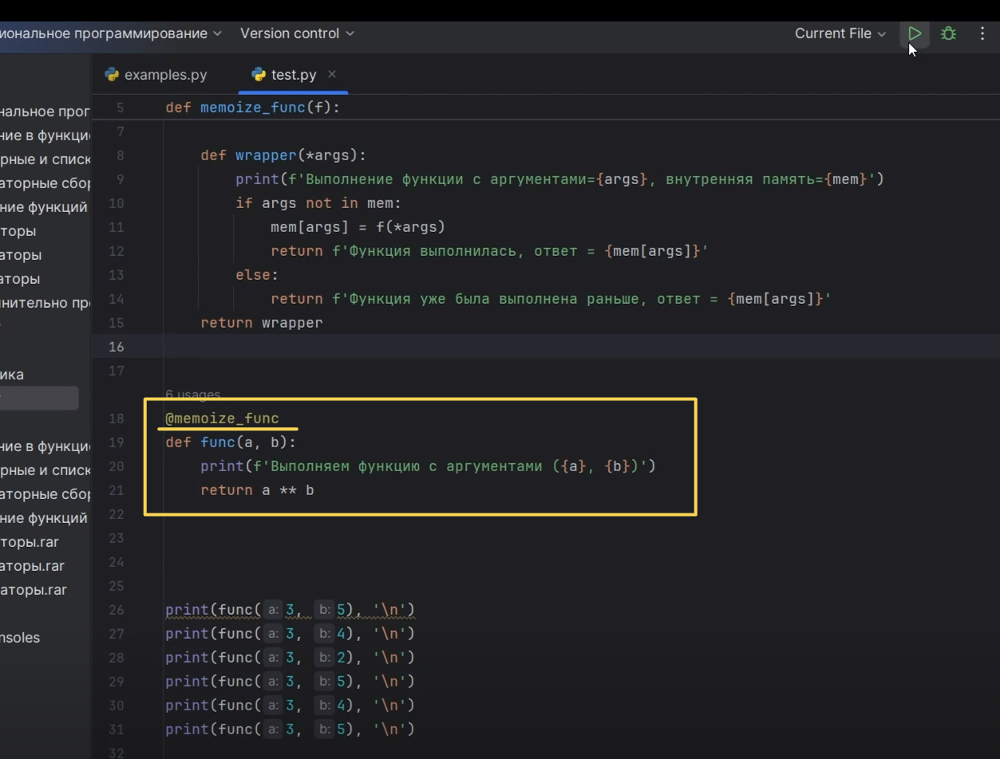 иональное программирование Version control Current File
examples.py test.py
нальное прог
ние в функци
рные и списк
аторные сбор
ние функций
торы
аторы
аторы
нительно пр
ика
ние в функци
рные и списк
аторные сбор
ние функций
торы.rar
аторы.rar
аторы.rar
nsoles
5 def memoize_func(f):
7
8 def wrapper(*args):
9 print(f'Выполнение функции с аргументами={args}, внутренняя память={mem}')
10 if args not in mem:
11 mem[args] = f(*args)
12 return f'Функция выполнилась, ответ = {mem[args]}'
13 else:
14 return f'Функция уже была выполнена раньше, ответ = {mem[args]}'
15 return wrapper
16
17
6 usages
18 @memoize_func
19 def func(a, b):
20 print(f'Выполняем функцию с аргументами ({a}, {b})')
21 return a ** b
22
23
24
25
26 print(func( a: 3, b: 5), '\n')
27 print(func( a: 3, b: 4), '\n')
28 print(func( a: 3, b: 2), '\n')
29 print(func( a: 3, b: 5), '\n')
30 print(func( a: 3, b: 4), '\n')
31 print(func( a: 3, b: 5), '\n')
32